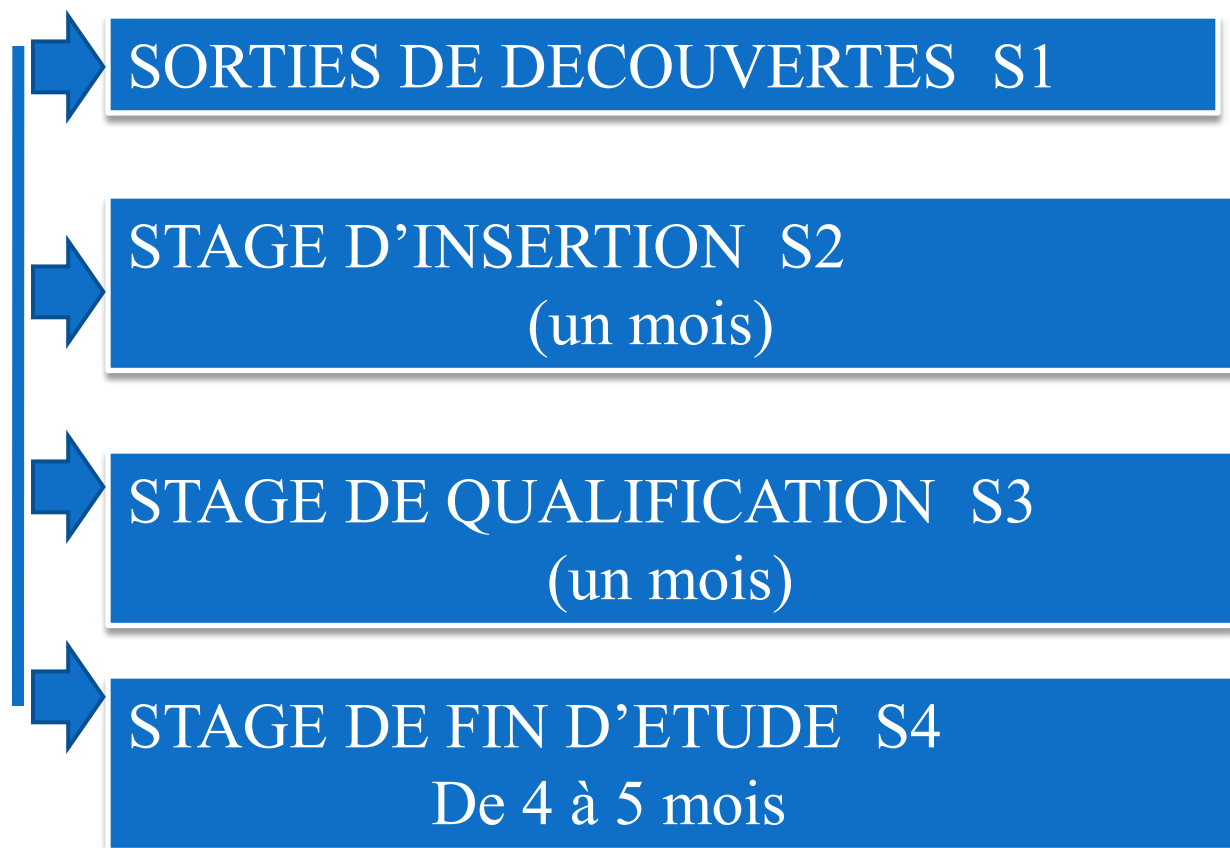 SORTIES DE DECOUVERTES S1
STAGE D’INSERTION S2
(un mois)
STAGE DE QUALIFICATION S3
(un mois)
STAGE DE FIN D’ETUDE S4
De 4 à 5 mois